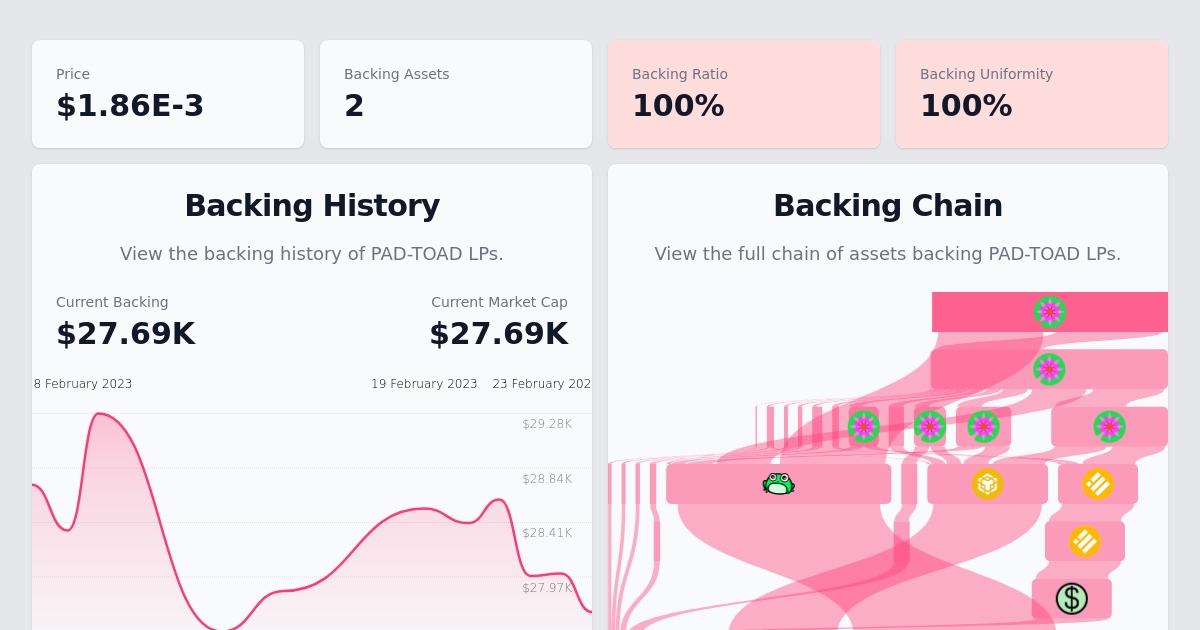 Price
$1.86E-3
Backing Assets
2
Backing Ratio
100%
Backing Uniformity
100%
Backing History
View the backing history of PAD-TOAD LPs.
Current Backing
$27.69K
Current Market Cap
$27.69K
8 February 2023
19 February 2023
23 February 202
$29.28K
$28.84K
$28.41K
$27.97K
Backing Chain
View the full chain of assets backing PAD-TOAD LPs.
$